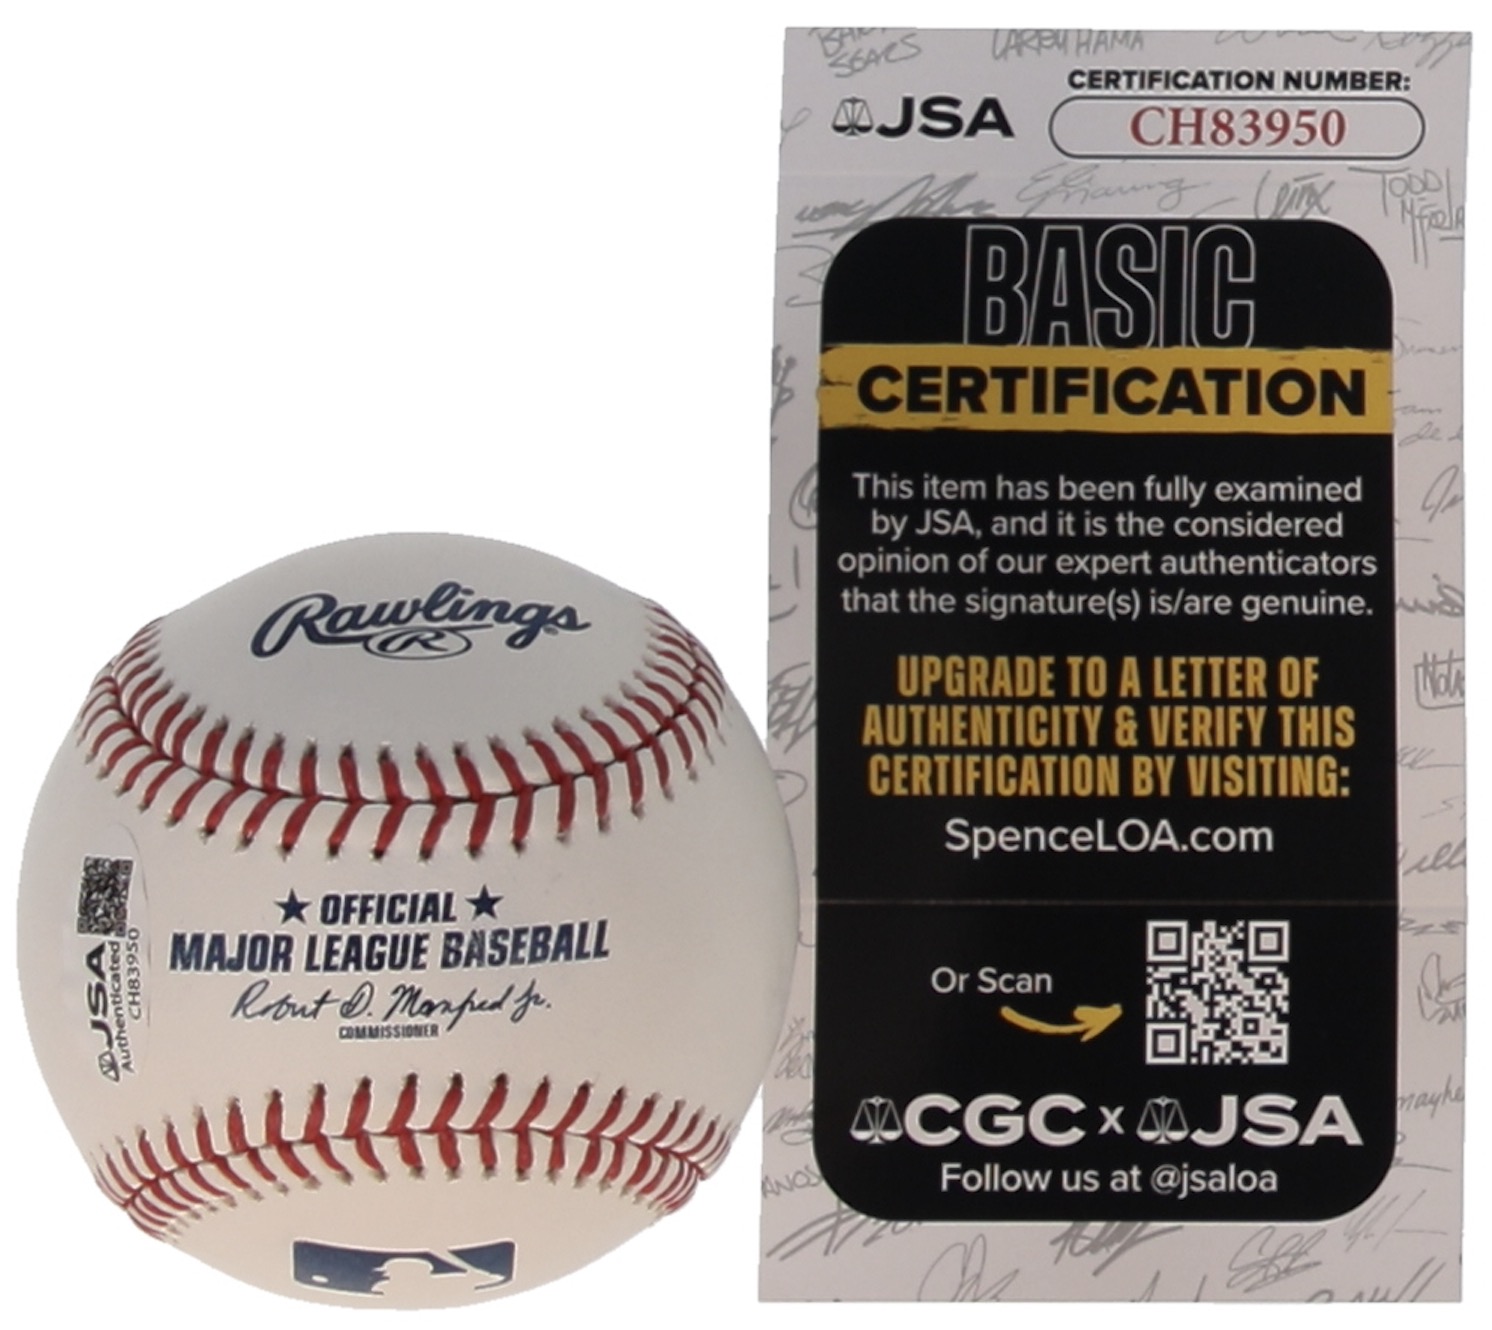 Rawlings
R
★ OFFICIAL ★
MAJOR LEAGUE BASEBALL
Robert D. Manfred Jr.
COMMISSIONER
JSA
Authenticated
CH83950
LARRY HAMA
TODD
CERTIFICATION NUMBER:
JSA
CH83950
BASIC
CERTIFICATION
This item has been fully examined
by JSA, and it is the considered
opinion of our expert authenticators
that the signature(s) is/are genuine.
UPGRADE TO A LETTER OF
AUTHENTICITY & VERIFY THIS
CERTIFICATION BY VISITING:
SpenceLOA.com
Or Scan
CGC x JSA
Follow us at @jsaloa